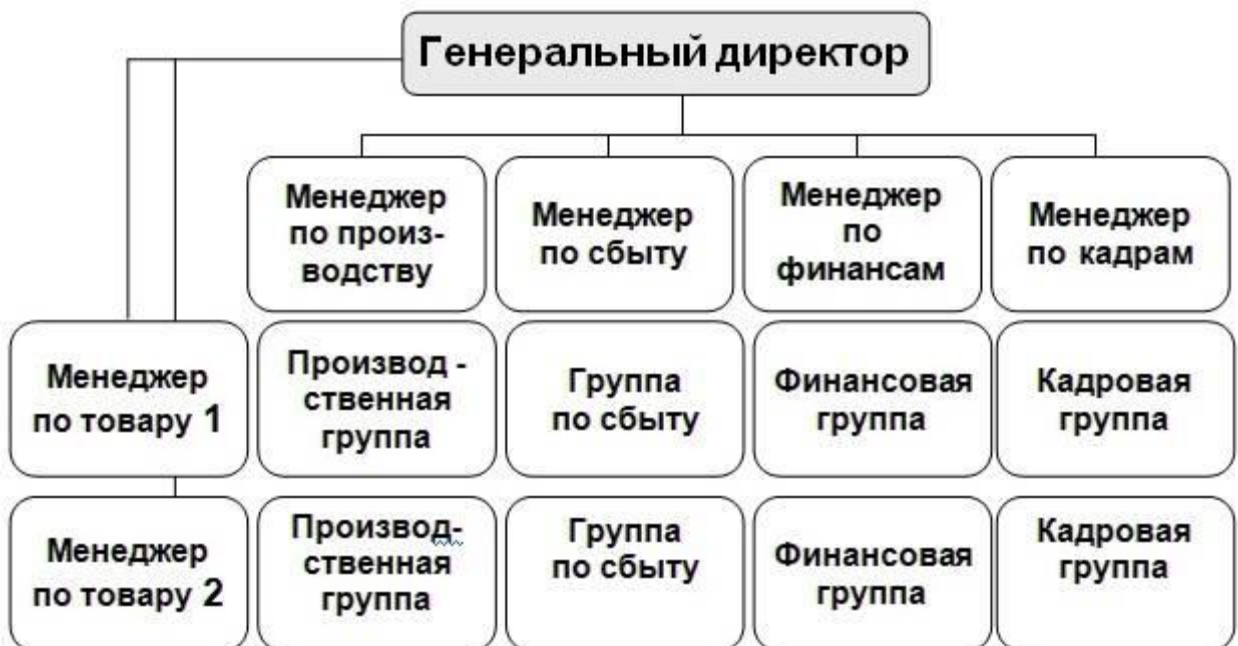 Генеральный директор
Менеджер
по произ-
водству
Менеджер
по сбыту
Менеджер
по
финансам
Менеджер
по кадрам
Менеджер
по товару 1
Производ -
ственная
группа
Группа
по сбыту
Финансовая
группа
Кадровая
группа
Менеджер
по товару 2
Производ-
ственная
группа
Группа
по сбыту
Финансовая
группа
Кадровая
группа